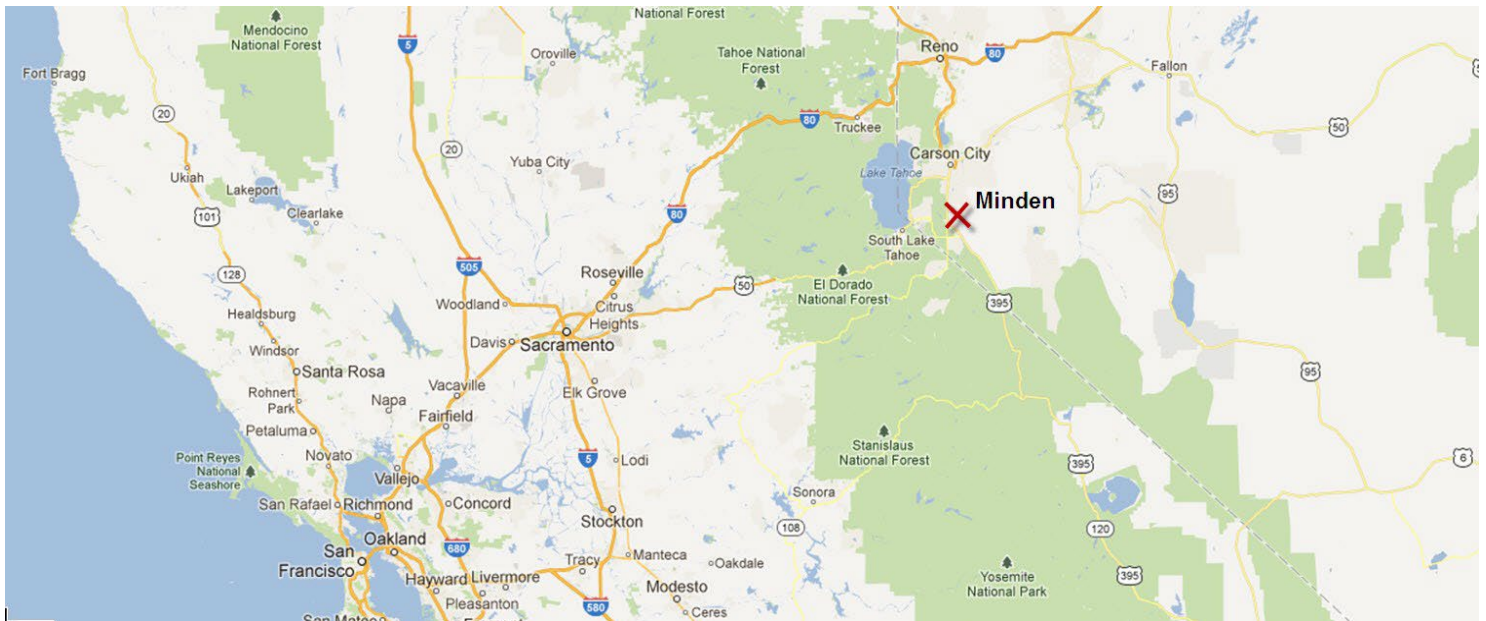 National Forest
Mendocino
National Forest
5
Oroville
Tahoe National
Forest
Reno
80
Fort Bragg
Fallon
20
80
Truckee
50
20
Yuba City
Carson City
Lake Tahoe
Ukiah
Lakeport
95
Minden
101
Clearlake
80
South Lake
Tahoe
128
505
Roseville
50
El Dorado
National Forest
395
Woodland
Citrus
Heights
Healdsburg
Davis
Sacramento
Windsor
Santa Rosa
95
Vacaville
Elk Grove
Rohnert
Park
Napa
Fairfield
Petaluma
Stanislaus
National Forest
Novato
Point Reyes
National
Seashore
5
Lodi
395
6
Vallejo
Sonora
San Rafael
Richmond
Concord
Stockton
108
120
San
Francisco
Oakland
680
Tracy
Manteca
Oakdale
Hayward
Livermore
Modesto
Yosemite
National Park
395
Pleasanton
580
Ceres
San Mateo